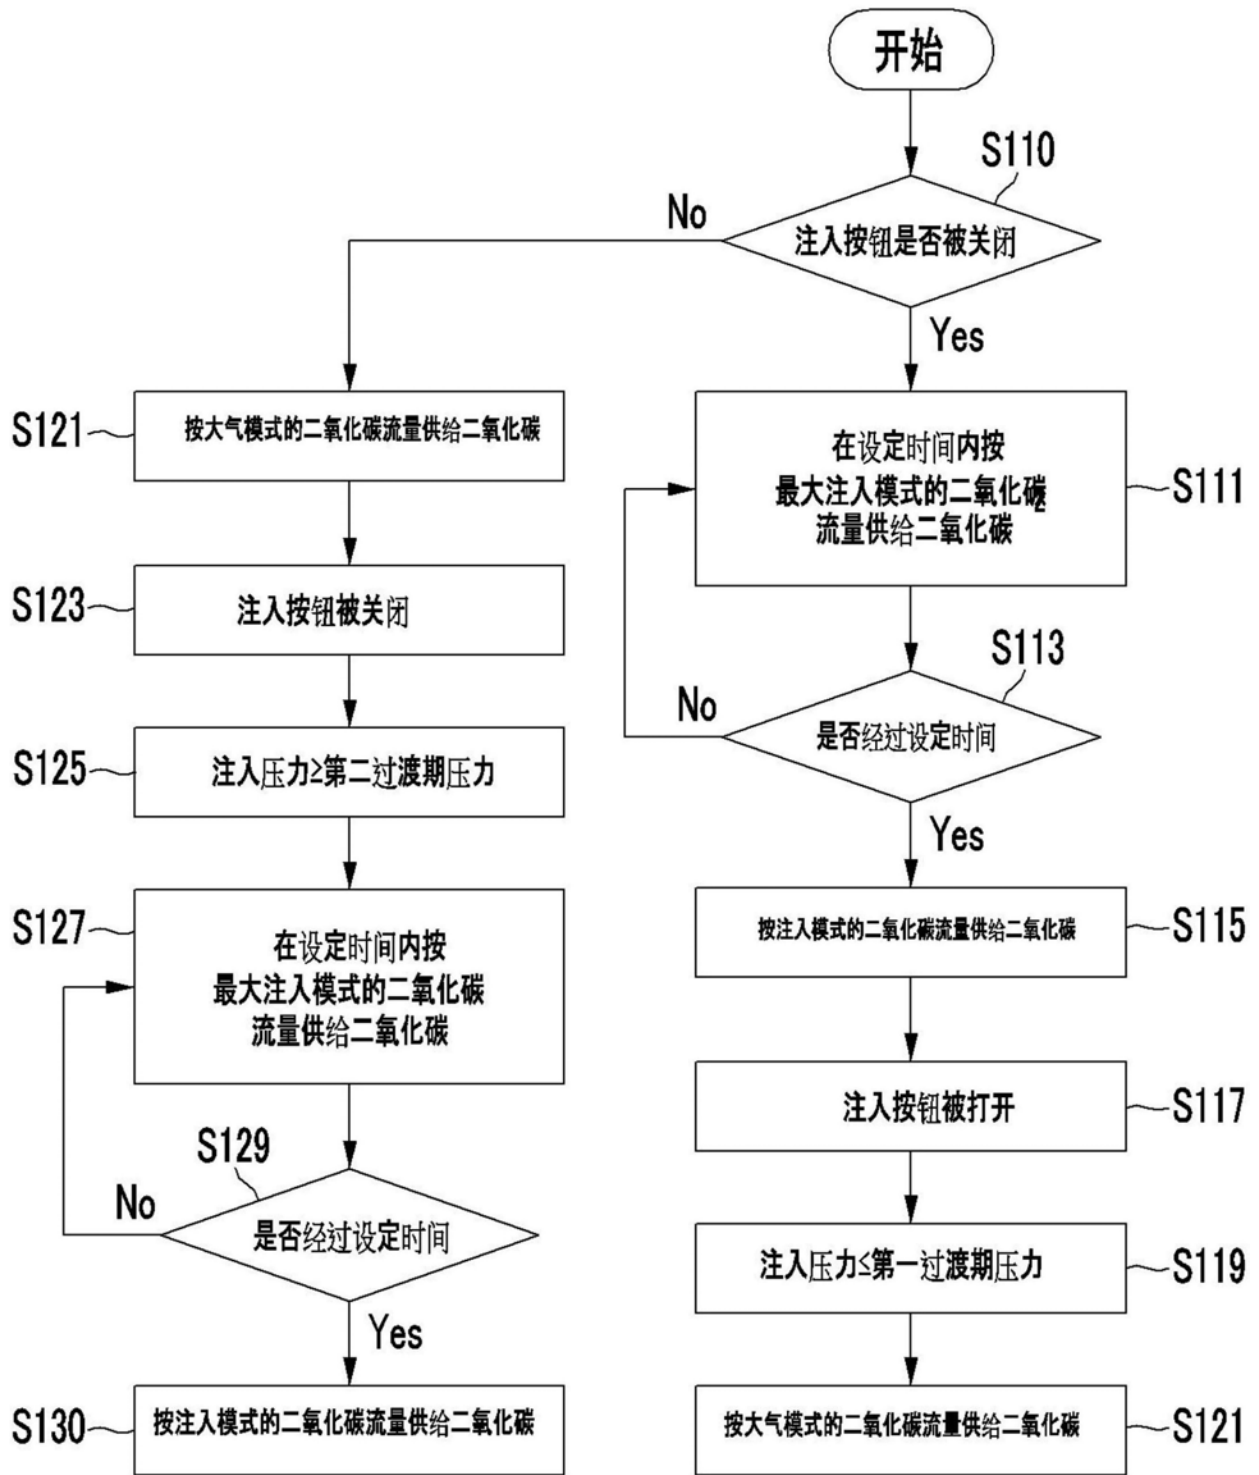 开始
S110
注入按钮是否被关闭
No
Yes
S121
按大气模式的二氧化碳流量供给二氧化碳
S123
注入按钮被关闭
S125
注入压力≥第二过渡期压力
S127
在设定时间内按
最大注入模式的二氧化碳
流量供给二氧化碳
S129
No
是否经过设定时间
Yes
S130
按注入模式的二氧化碳流量供给二氧化碳
在设定时间内按
最大注入模式的二氧化碳2
流量供给二氧化碳
S111
S113
No
是否经过设定时间
Yes
按注入模式的二氧化碳流量供给二氧化碳
S115
注入按钮被打开
S117
注入压力≤第一过渡期压力
S119
按大气模式的二氧化碳流量供给二氧化碳
S121